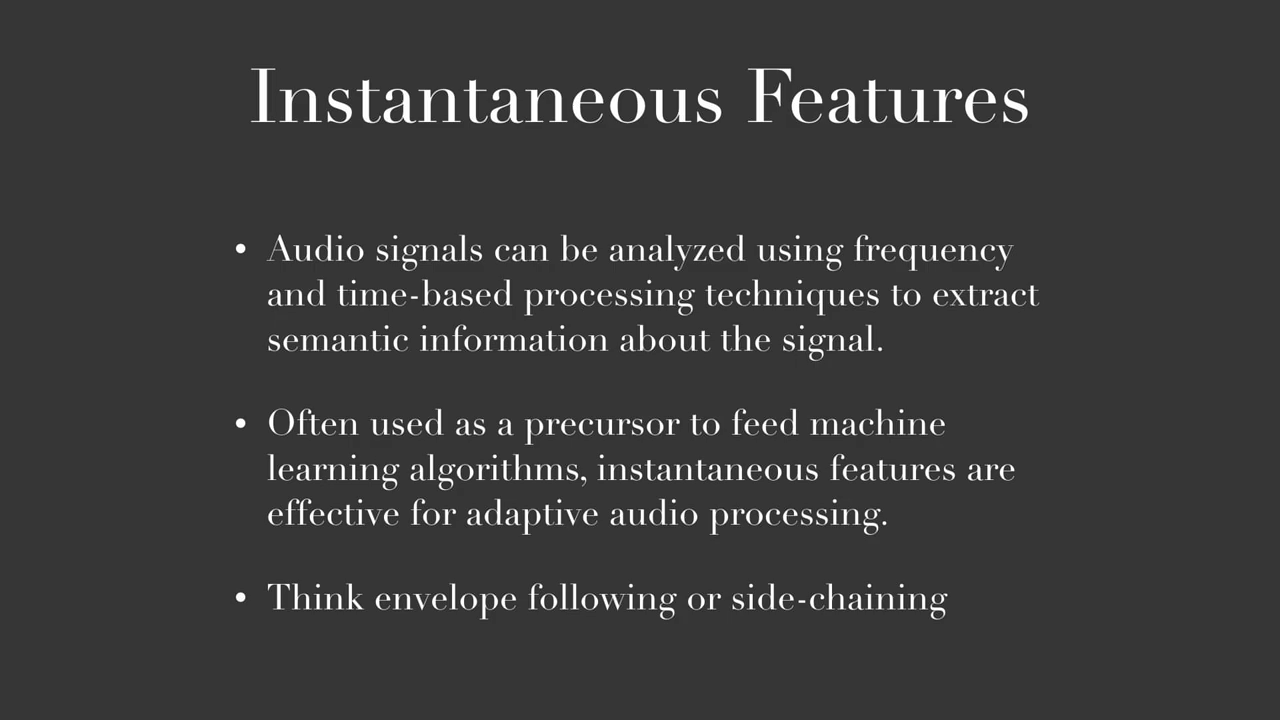 Instantaneous Features
• Audio signals can be analyzed using frequency
and time-based processing techniques to extract
semantic information about the signal.
• Often used as a precursor to feed machine
learning algorithms, instantaneous features are
effective for adaptive audio processing.
• Think envelope following or side-chaining